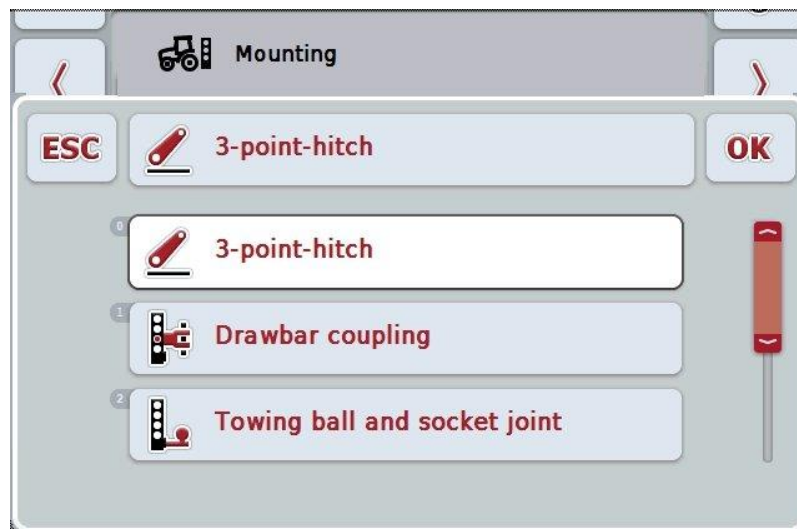 Mounting
ESC
3-point-hitch
OK
0
3-point-hitch
1
Drawbar coupling
2
Towing ball and socket joint